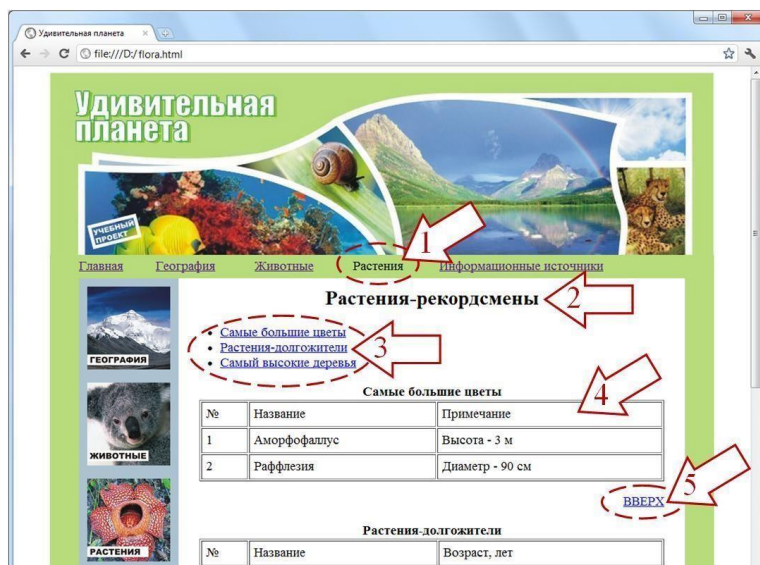 Удивительная планета
file:///D:/flora.html
Удивительная
планета
УЧЕБНЫЙ
ПРОЕКТ
1
Главная География Животные Растения Информационные источники
Растения-рекордсмены 2
Самые большие цветы
Растения-долгожители 3
Самый высокие деревья
ГЕОГРАФИЯ
Самые большие цветы
4
№ Название Примечание
1 Аморфофаллус Высота - 3 м
2 Раффлезия Диаметр - 90 см
ЖИВОТНЫЕ
ВВЕРХ 5
Растения-долгожители
№ Название Возраст, лет
РАСТЕНИЯ